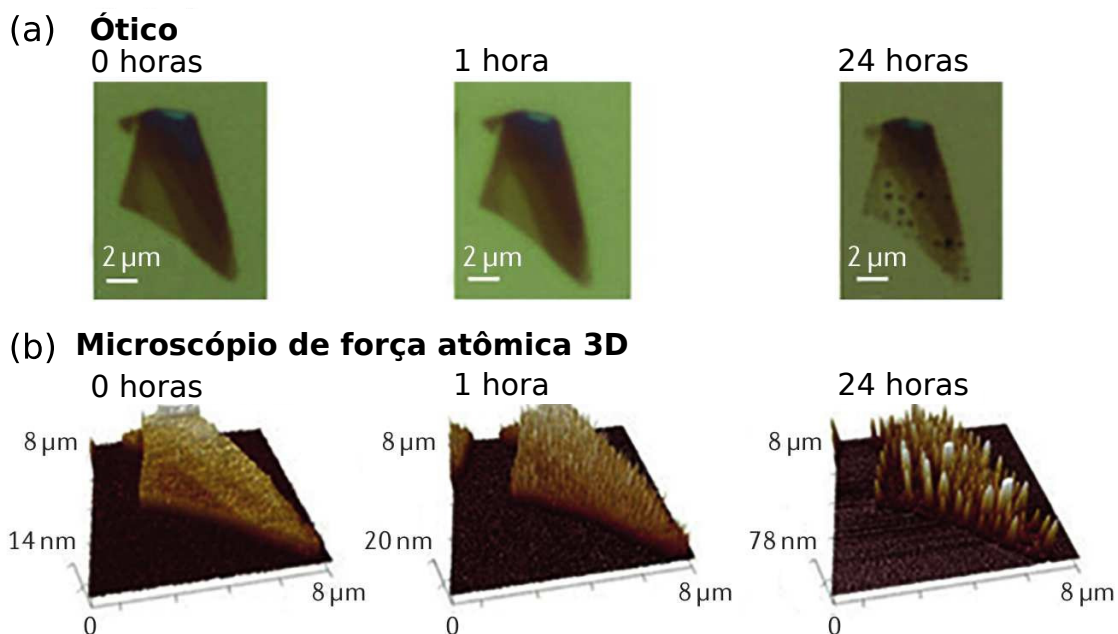 (a) Ótico
0 horas 1 hora 24 horas
2 µm 2 µm 2 µm
(b) Microscópio de força atômica 3D
0 horas 1 hora 24 horas
8 µm 8 µm 8 µm
14 nm 20 nm 78 nm
8 µm 8 µm 8 µm
0 0 0